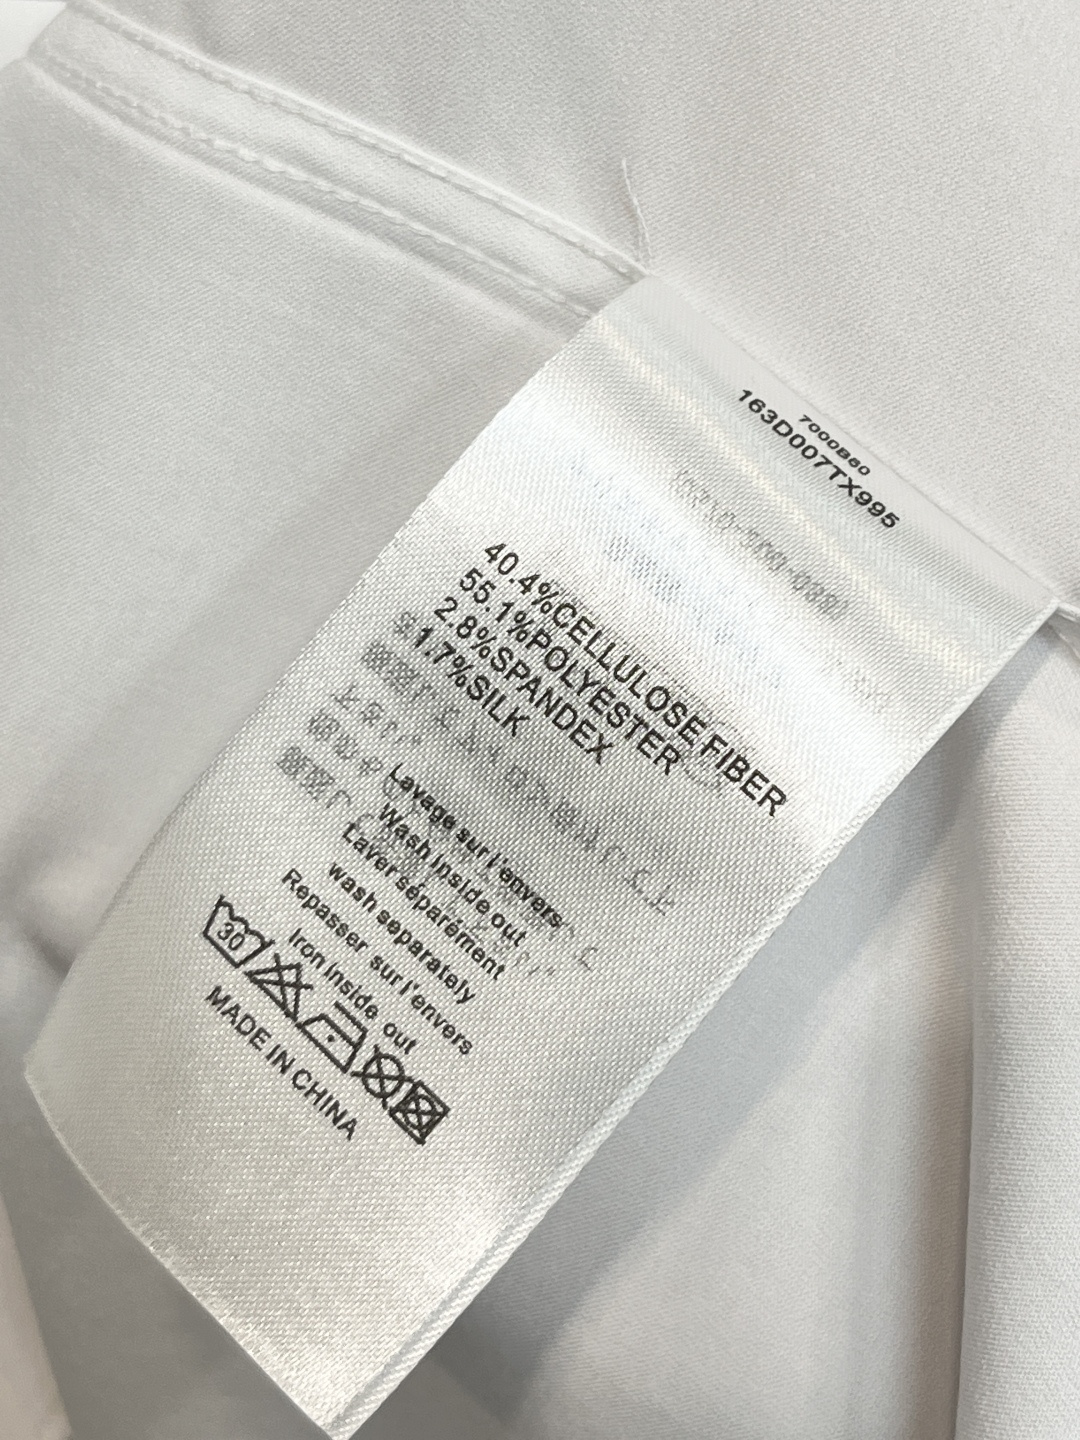 7000B60
163D007TX995
40.4%CELLULOSE FIBER
55.1%POLYESTER
2.8%SPANDEX
1.7%SILK
Lavage sur l'envers
Wash inside out
Laver séparément
wash separately
Repasser sur l'envers
Iron inside out
30
MADE IN CHINA